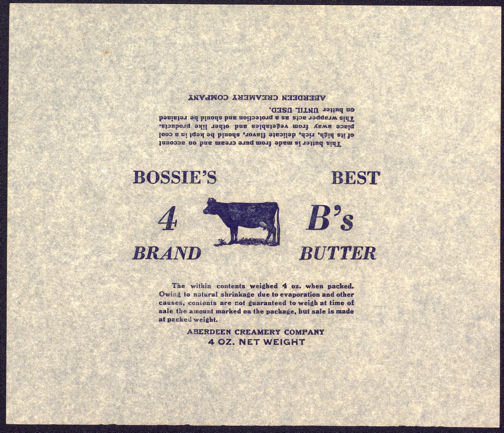 ABERDEEN CREAMERY COMPANY
This butter is made from pure cream and on account
of its high, rich, delicate flavor, should be kept in a cool
place away from vegetables and other like products.
This wrapper acts as a protection and should be retained
on butter UNTIL USED.
BOSSIE'S BEST
4 B's
BRAND BUTTER
The within contents weighed 4 oz. when packed.
Owing to natural shrinkage due to evaporation and other
causes, contents are not guaranteed to weigh at time of
sale the amount marked on the package, but sale is made
at packed weight.
ABERDEEN CREAMERY COMPANY
4 OZ. NET WEIGHT